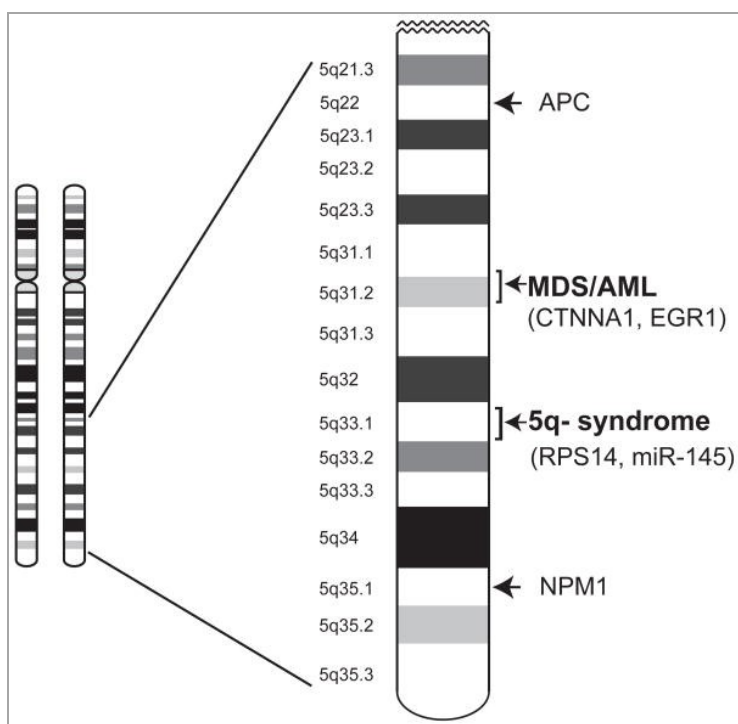 5q21.3
5q22
APC
5q23.1
5q23.2
5q23.3
5q31.1
5q31.2
MDS/AML
(CTNNA1, EGR1)
5q31.3
5q32
5q33.1
5q- syndrome
5q33.2
(RPS14, miR-145)
5q33.3
5q34
5q35.1
NPM1
5q35.2
5q35.3